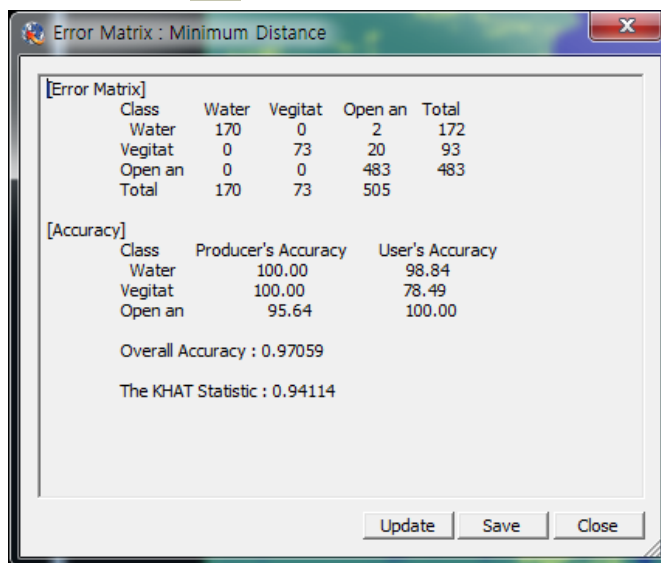 Error Matrix : Minimum Distance
[Error Matrix]
Class Water Vegitat Open an Total
Water 170 0 2 172
Vegitat 0 73 20 93
Open an 0 0 483 483
Total 170 73 505
[Accuracy]
Class Producer's Accuracy User's Accuracy
Water 100.00 98.84
Vegitat 100.00 78.49
Open an 95.64 100.00
Overall Accuracy : 0.97059
The KHAT Statistic : 0.94114
Update Save Close